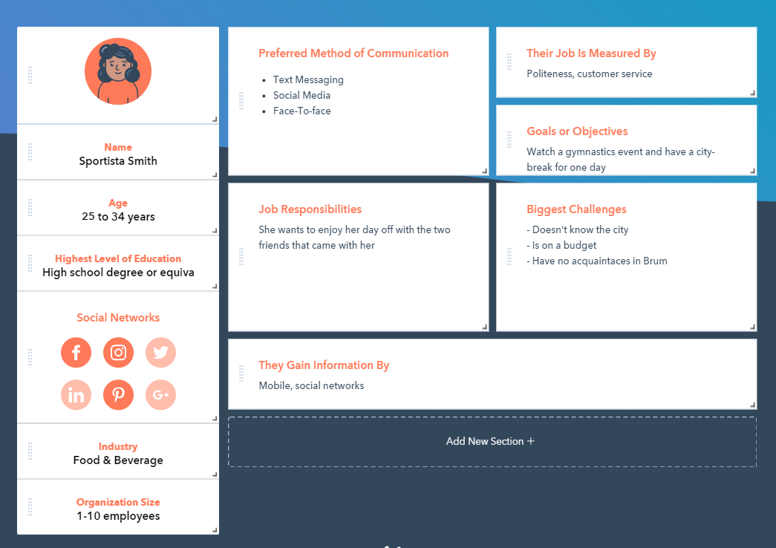 Name
Sportista Smith
Age
25 to 34 years
Highest Level of Education
High school degree or equiva
Social Networks
Industry
Food & Beverage
Organization Size
1-10 employees
Preferred Method of Communication
• Text Messaging
• Social Media
• Face-To-face
Their Job Is Measured By
Politeness, customer service
Goals or Objectives
Watch a gymnastics event and have a city-
break for one day
Job Responsibilities
She wants to enjoy her day off with the two
friends that came with her
Biggest Challenges
- Doesn't know the city
- Is on a budget
- Have no acquaintaces in Brum
They Gain Information By
Mobile, social networks
Add New Section +